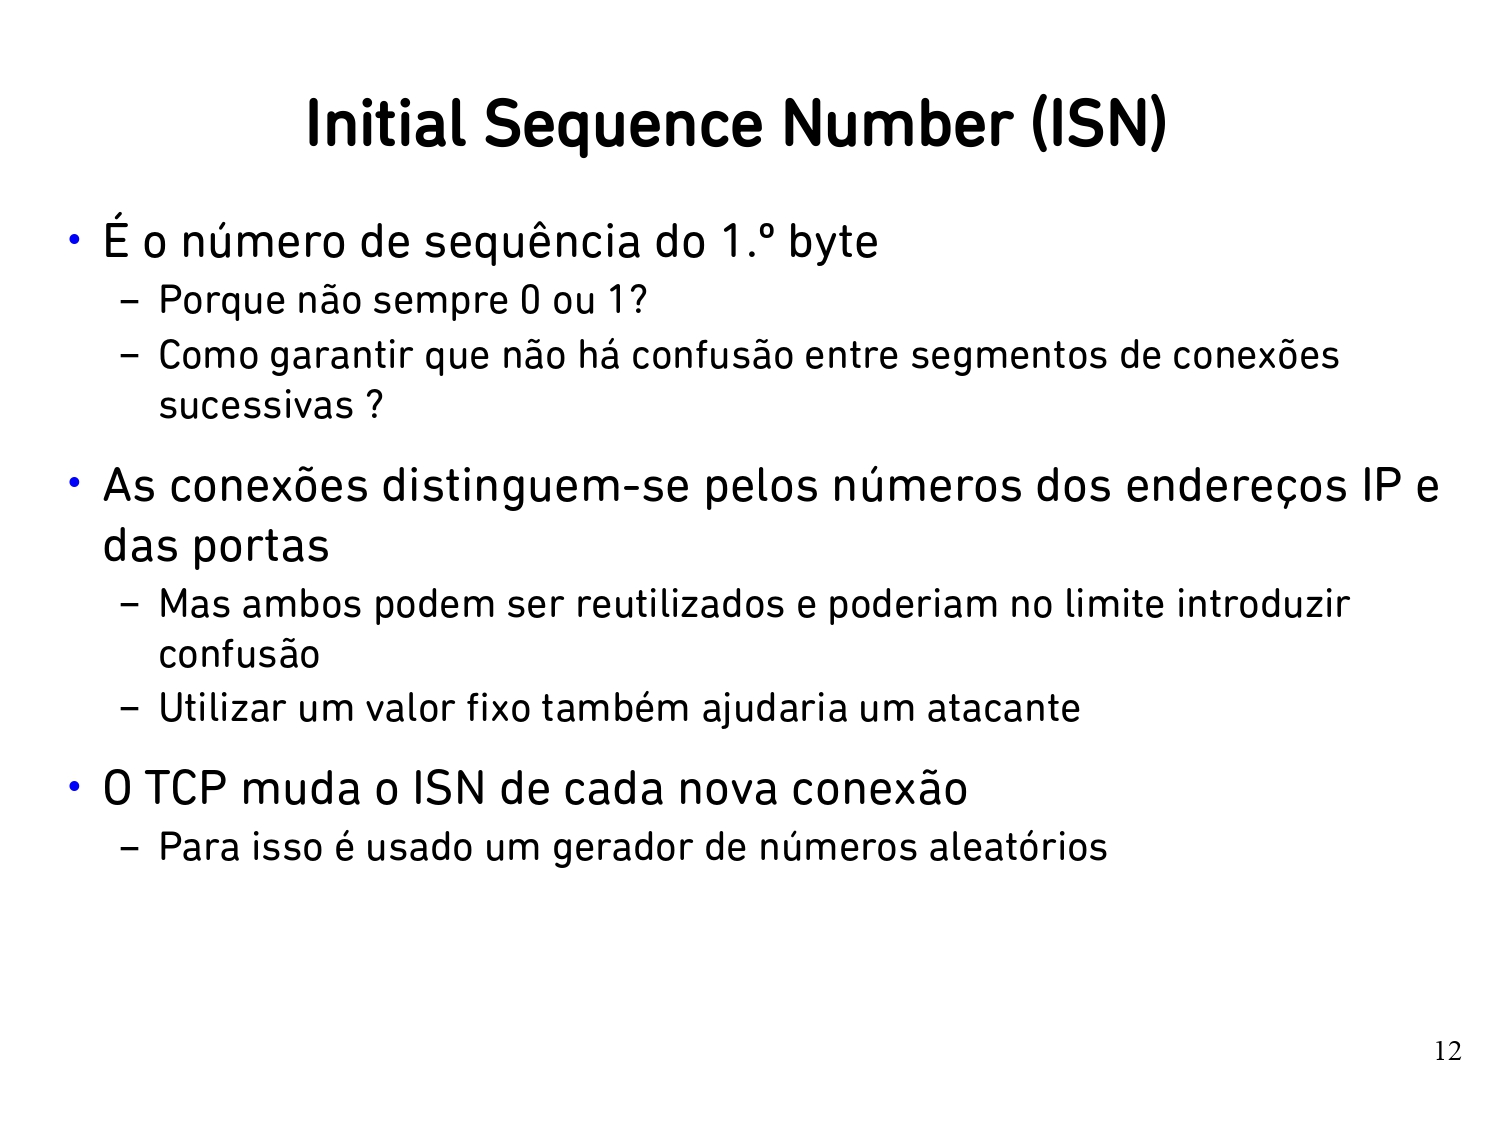 Initial Sequence Number (ISN)
• É o número de sequência do 1.º byte
– Porque não sempre 0 ou 1?
– Como garantir que não há confusão entre segmentos de conexões
sucessivas ?
• As conexões distinguem-se pelos números dos endereços IP e
das portas
– Mas ambos podem ser reutilizados e poderiam no limite introduzir
confusão
– Utilizar um valor fixo também ajudaria um atacante
• O TCP muda o ISN de cada nova conexão
– Para isso é usado um gerador de números aleatórios
12